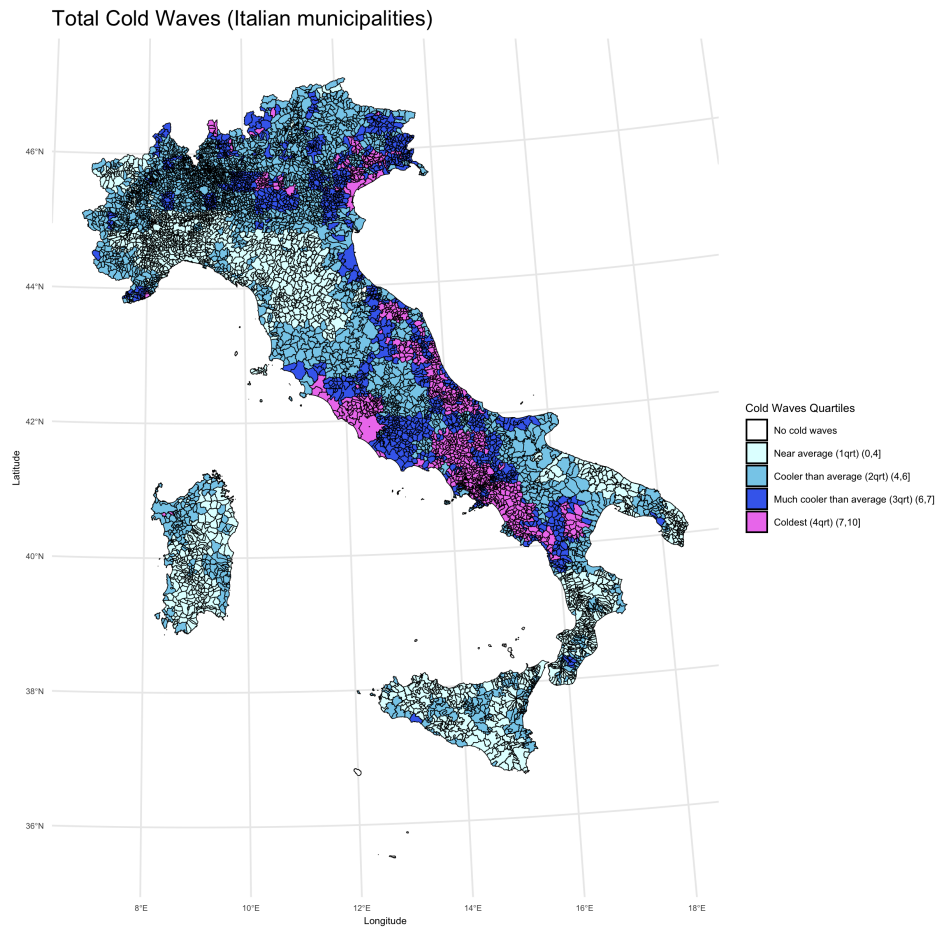 Total Cold Waves (Italian municipalities)
46°N
44°N
42°N
40°N
38°N
36°N
Latitude
8°E
10°E
12°E
14°E
16°E
18°E
Longitude
Cold Waves Quartiles
No cold waves
Near average (1qrt) (0,4]
Cooler than average (2qrt) (4,6]
Much cooler than average (3qrt) (6,7]
Coldest (4qrt) (7,10]